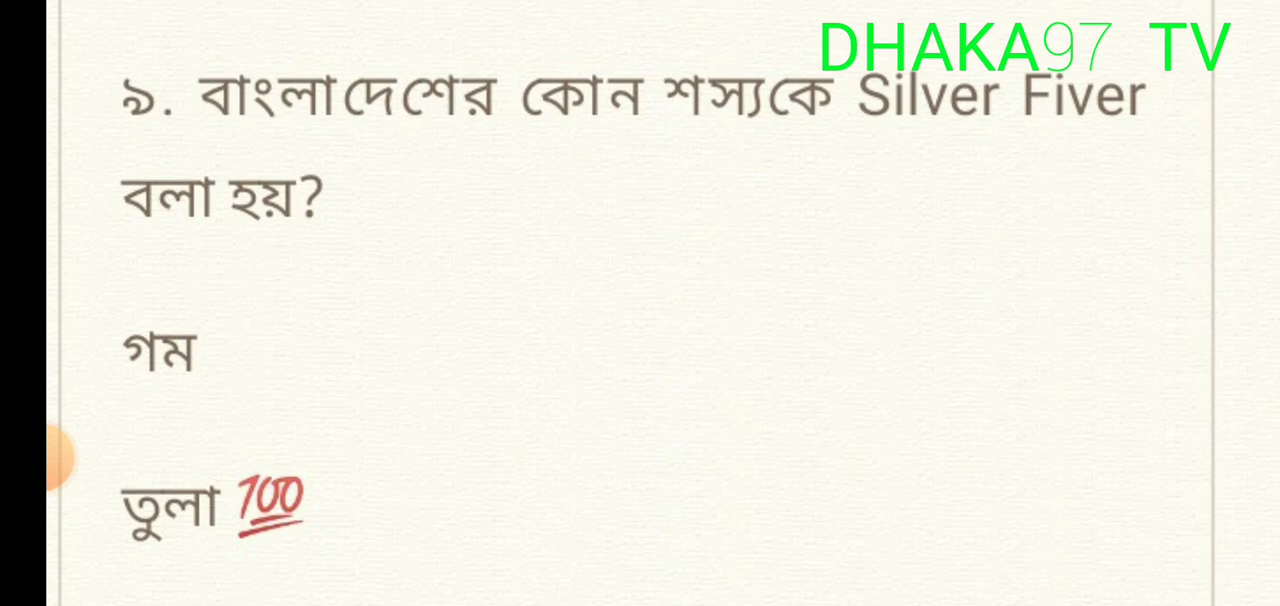 DHAKA97 TV
৯. বাংলাদেশের কোন শস্যকে Silver Fiver
বলা হয়?
গম
তুলা 💯